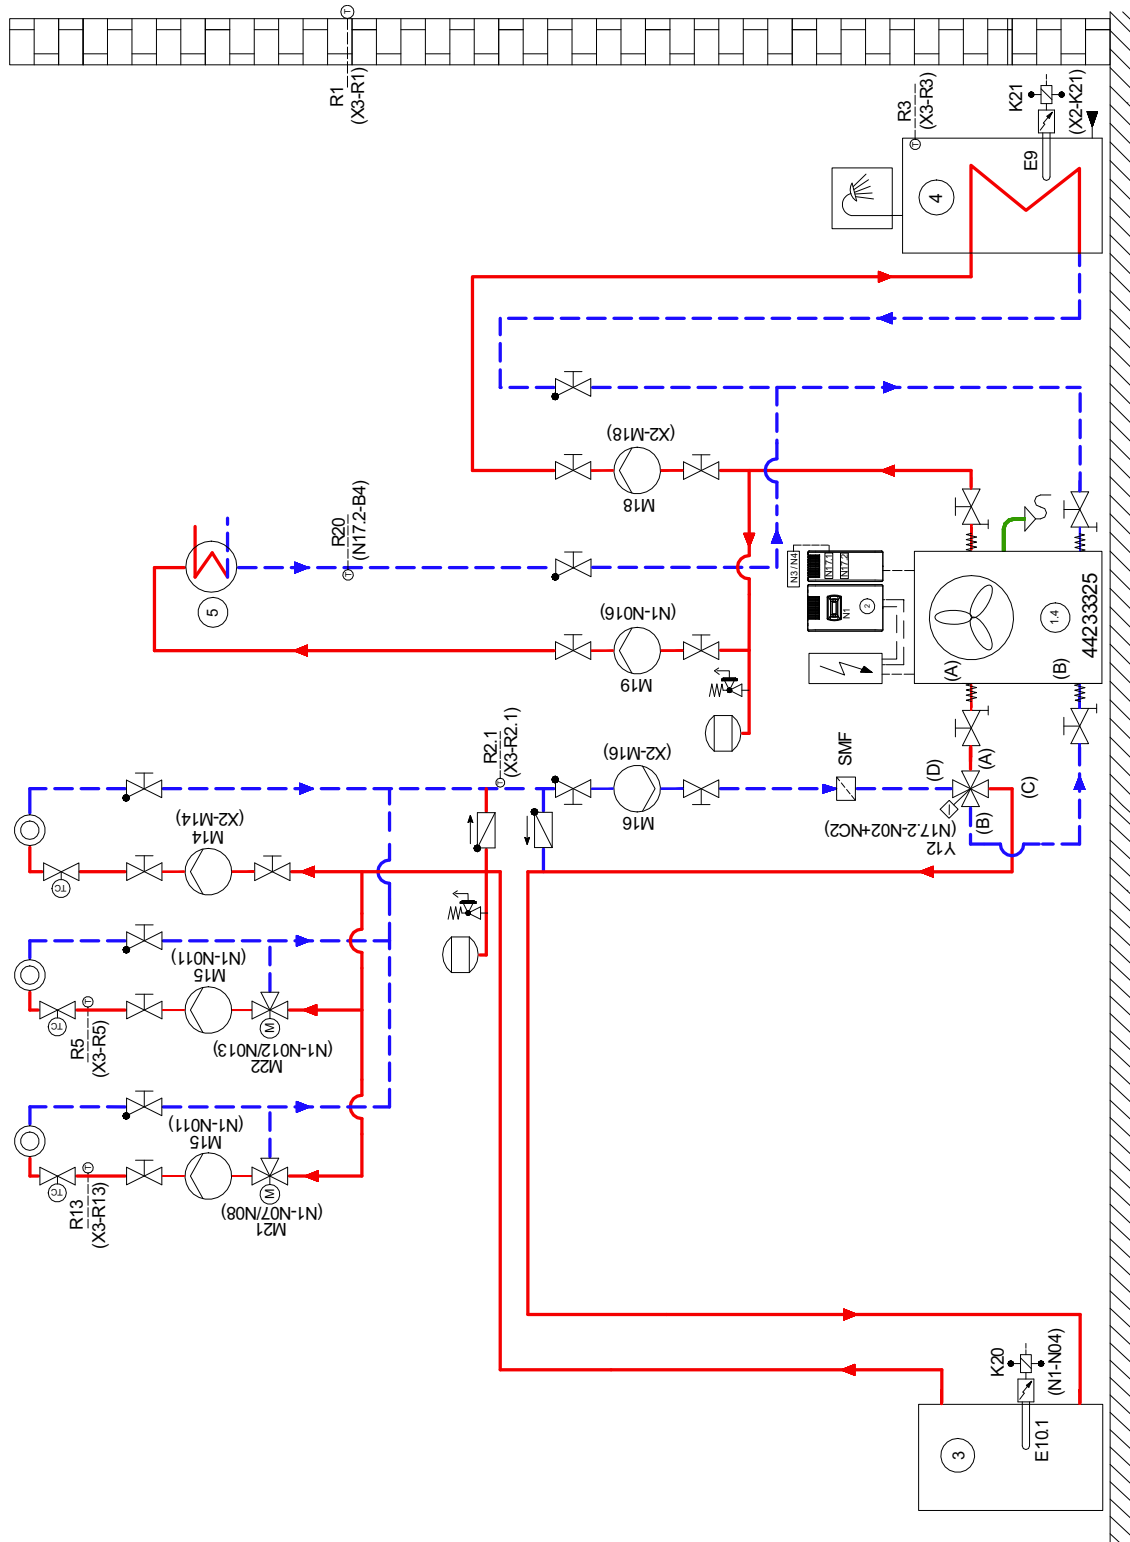 R1
(X3-R1)
R3
(X3-R3)
K21
(X2-K21)
E9
4
T
T
M18
(X2-M18)
R20
(N17.2-B4)
T
5
M19
(N1-N016)
N3 / N4
N17.1
N17.2
N1
2
1.4
44233325
(A)
(B)
R2.1
(X3-R2.1)
T
M16
(X2-M16)
SMF
(D)
(A)
(B)
(C)
Y12
(N17.2-N02+NC2)
M14
(X2-M14)
TC
M15
(N1-N011)
TC
T
R5
(X3-R5)
M
M22
(N1-N012/N013)
M15
(N1-N011)
TC
T
R13
(X3-R13)
M
M21
(N1-N07/N08)
K20
(N1-N04)
E10.1
3